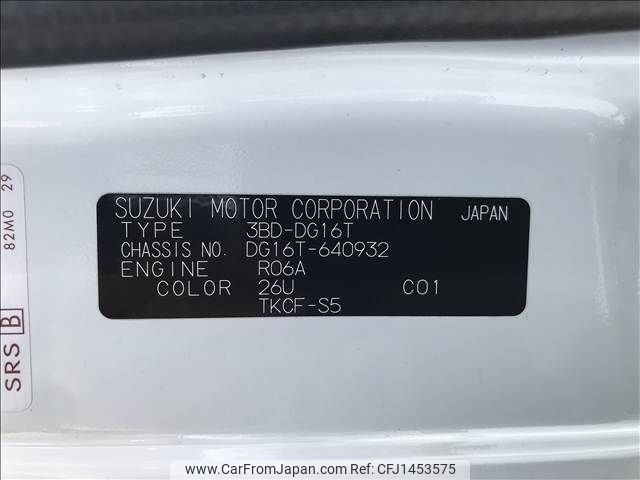 SUZUKI MOTOR CORPORATION JAPAN
TYPE 3BD-DG16T
CHASSIS NO. DG16T-640932
ENGINE R06A
COLOR 26U C01
TKCF-S5
SRS B 82M0 29
www.CarFromJapan.com CFJ1453575